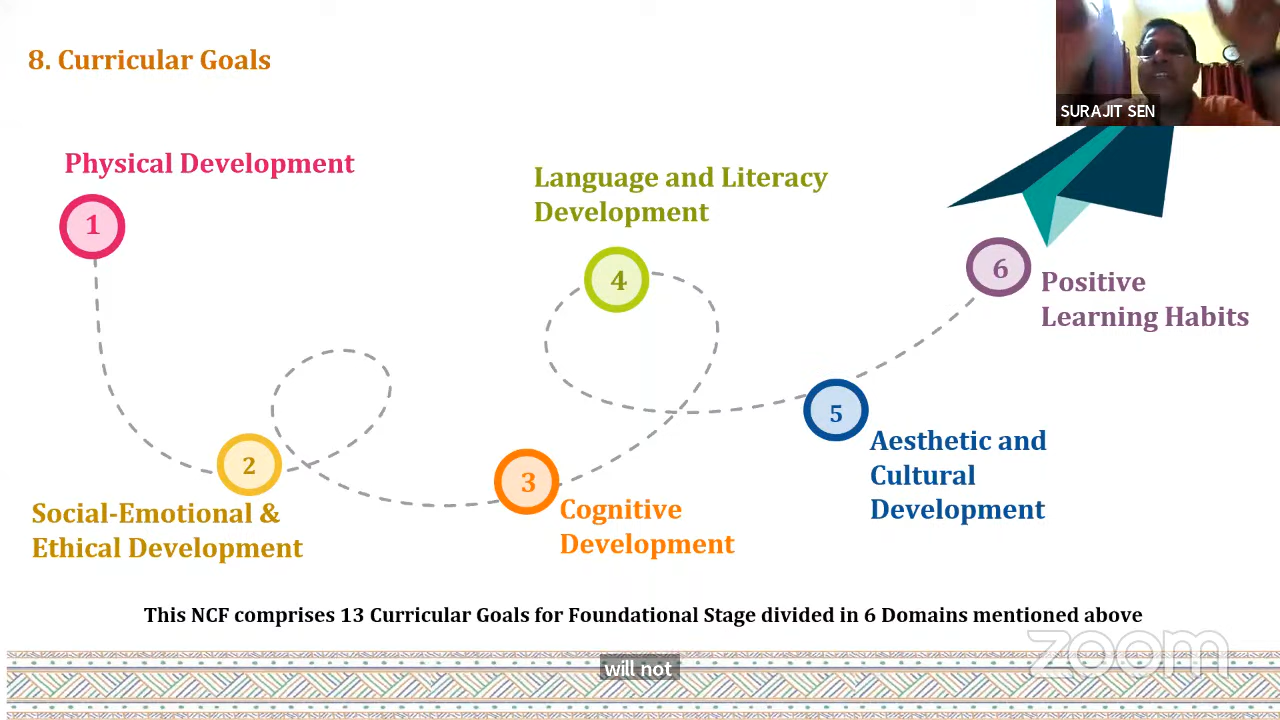 8. Curricular Goals
SURAJIT SEN
Physical Development
1
Language and Literacy
Development
4
6
Positive
Learning Habits
5
Aesthetic and
Cultural
Development
2
Social-Emotional &
Ethical Development
3
Cognitive
Development
This NCF comprises 13 Curricular Goals for Foundational Stage divided in 6 Domains mentioned above
zoom
will not